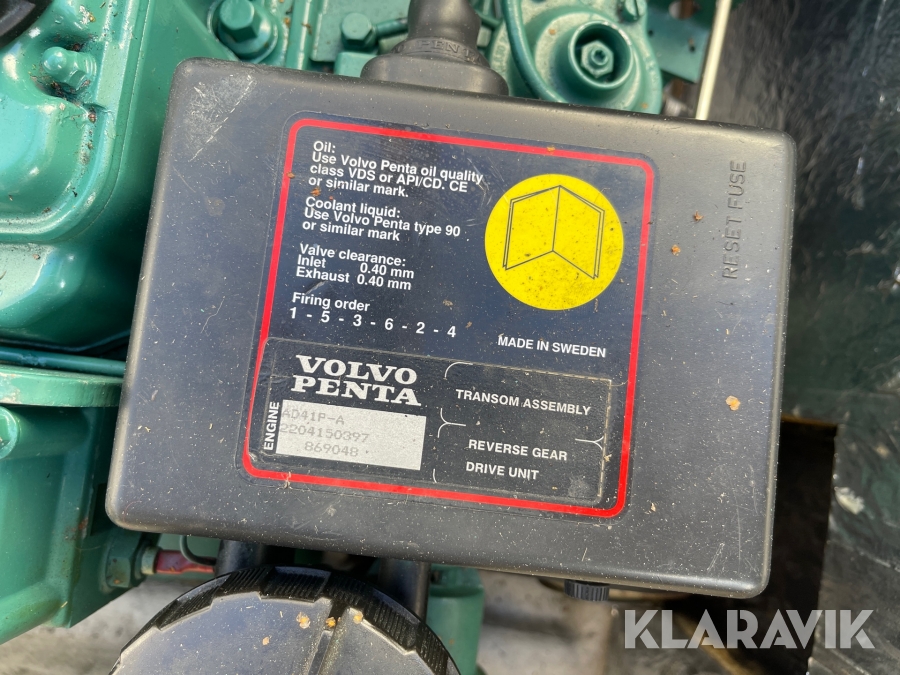 Oil:
Use Volvo Penta oil quality
class VDS or API/CD. CE
or similar mark.
Coolant liquid:
Use Volvo Penta type 90
or similar mark
Valve clearance:
Inlet 0.40 mm
Exhaust 0.40 mm
Firing order
1 - 5 - 3 - 6 - 2 - 4
MADE IN SWEDEN
RESET FUSE
VOLVO
PENTA
ENGINE
AD41P-A
2204150397
869048
TRANSOM ASSEMBLY
REVERSE GEAR
DRIVE UNIT
KLARAVIK